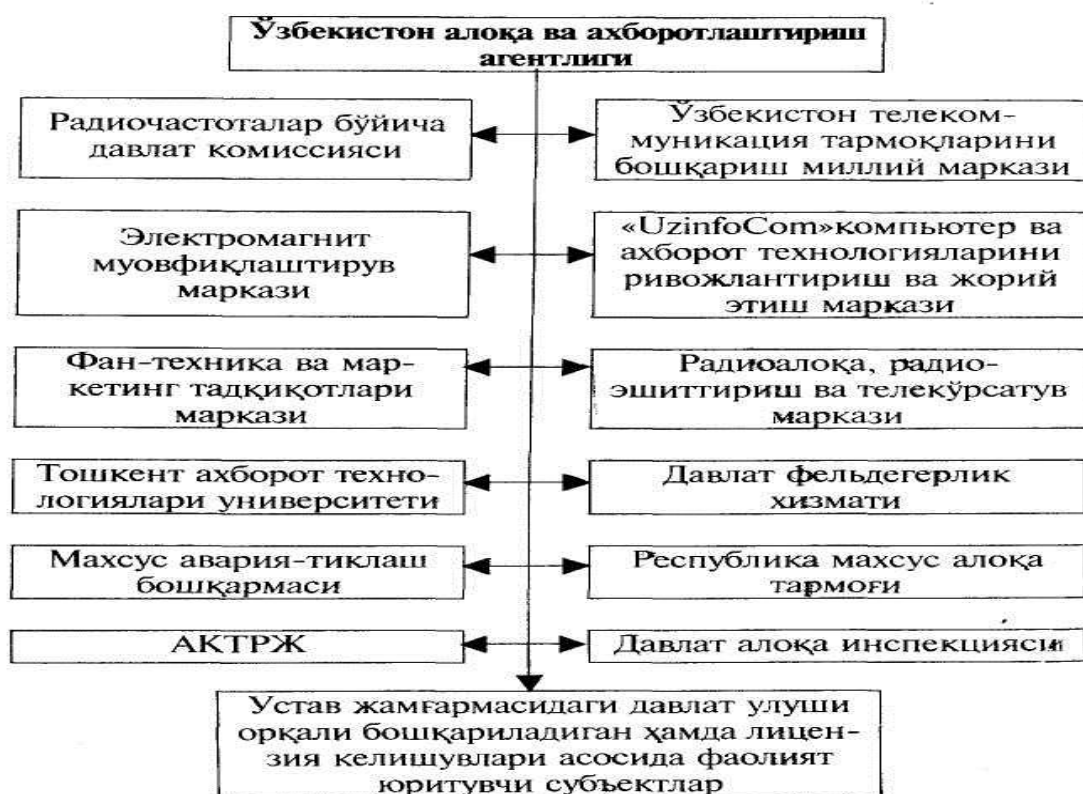 Ўзбекистон алоқа ва ахборотлаштириш
агентлиги
Радиочастоталар бўйича
давлат комиссияси
Ўзбекистон телеком-
муникация тармоқларини
бошқариш миллий маркази
Электромагнит
муовфиқлаштирув
маркази
«UzinfoCom»компьютер ва
ахборот технологияларини
ривожлантириш ва жорий
этиш маркази
Фан-техника ва мар-
кетинг тадқиқотлари
маркази
Радиоалоқа, радио-
эшиттириш ва телекўрсатув
маркази
Тошкент ахборот техно-
логиялари университети
Давлат фельдегерлик
хизмати
Махсус авария-тиклаш
бошқармаси
Республика махсус алоқа
тармоғи
АКТРЖ
Давлат алоқа инспекцияси
Устав жамғармасидаги давлат улуши
орқали бошқариладиган ҳамда лицен-
зия келишувлари асосида фаолият
юритувчи субъектлар